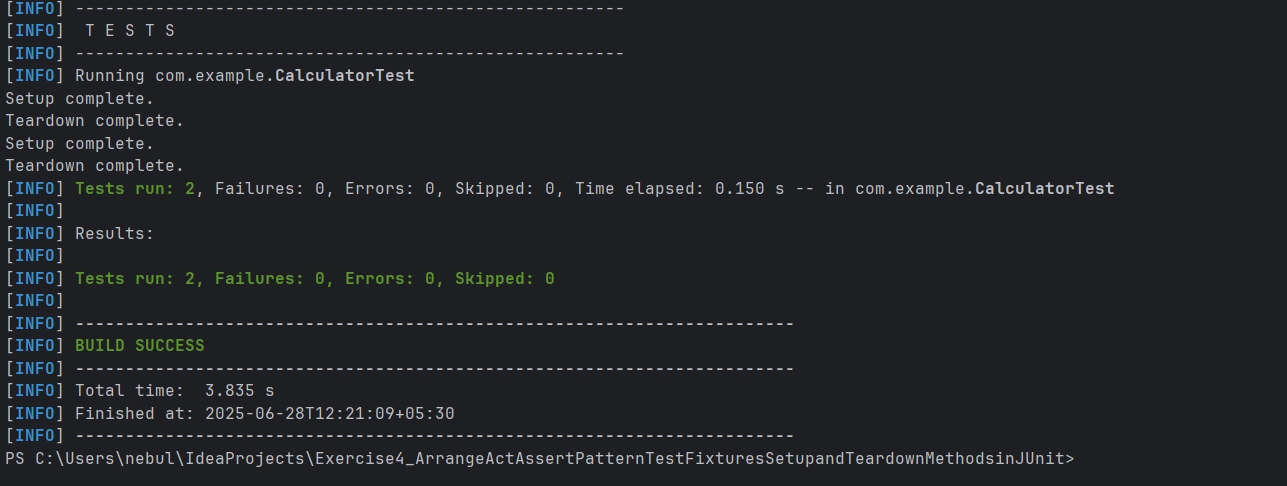 [INFO] -------------------------------------------------------
[INFO]  T E S T S
[INFO] -------------------------------------------------------
[INFO] Running com.example.CalculatorTest
Setup complete.
Teardown complete.
Setup complete.
Teardown complete.
[INFO] Tests run: 2, Failures: 0, Errors: 0, Skipped: 0, Time elapsed: 0.150 s -- in com.example.CalculatorTest
[INFO]
[INFO] Results:
[INFO]
[INFO] Tests run: 2, Failures: 0, Errors: 0, Skipped: 0
[INFO]
[INFO] ------------------------------------------------------------------------
[INFO] BUILD SUCCESS
[INFO] ------------------------------------------------------------------------
[INFO] Total time:  3.835 s
[INFO] Finished at: 2025-06-28T12:21:09+05:30
[INFO] ------------------------------------------------------------------------
PS C:\Users\nebul\IdeaProjects\Exercise4_ArrangeActAssertPatternTestFixturesSetupandTeardownMethodsinJUnit>